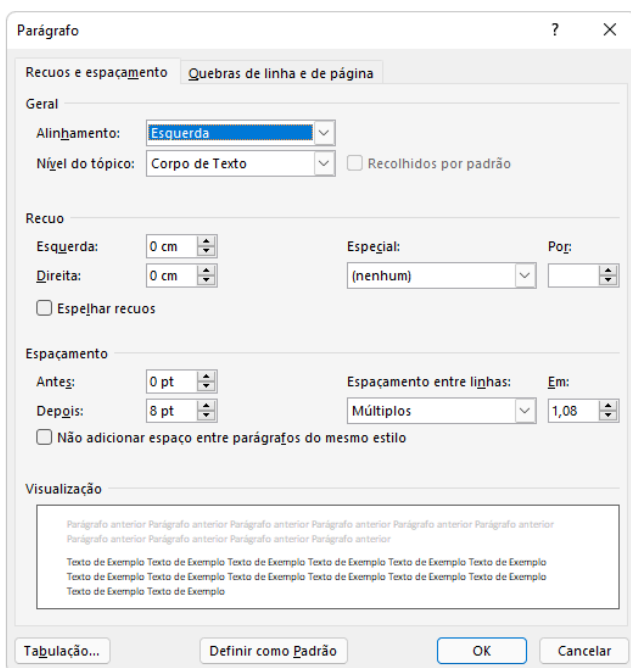 Parágrafo ?
Recuos e espaçamento Quebras de linha e de página
Geral
Alinhamento: Esquerda
Nível do tópico: Corpo de Texto Recolhidos por padrão
Recuo
Esquerda: 0 cm Especial: Por:
Direita: 0 cm (nenhum)
Espelhar recuos
Espaçamento
Antes: 0 pt Espaçamento entre linhas: Em:
Depois: 8 pt Múltiplos 1,08
Não adicionar espaço entre parágrafos do mesmo estilo
Visualização
Parágrafo anterior Parágrafo anterior Parágrafo anterior Parágrafo anterior Parágrafo anterior Parágrafo anterior
Parágrafo anterior Parágrafo anterior Parágrafo anterior Parágrafo anterior
Texto de Exemplo Texto de Exemplo Texto de Exemplo Texto de Exemplo Texto de Exemplo Texto de Exemplo
Texto de Exemplo Texto de Exemplo Texto de Exemplo Texto de Exemplo Texto de Exemplo Texto de Exemplo
Texto de Exemplo Texto de Exemplo
Tabulação... Definir como Padrão OK Cancelar